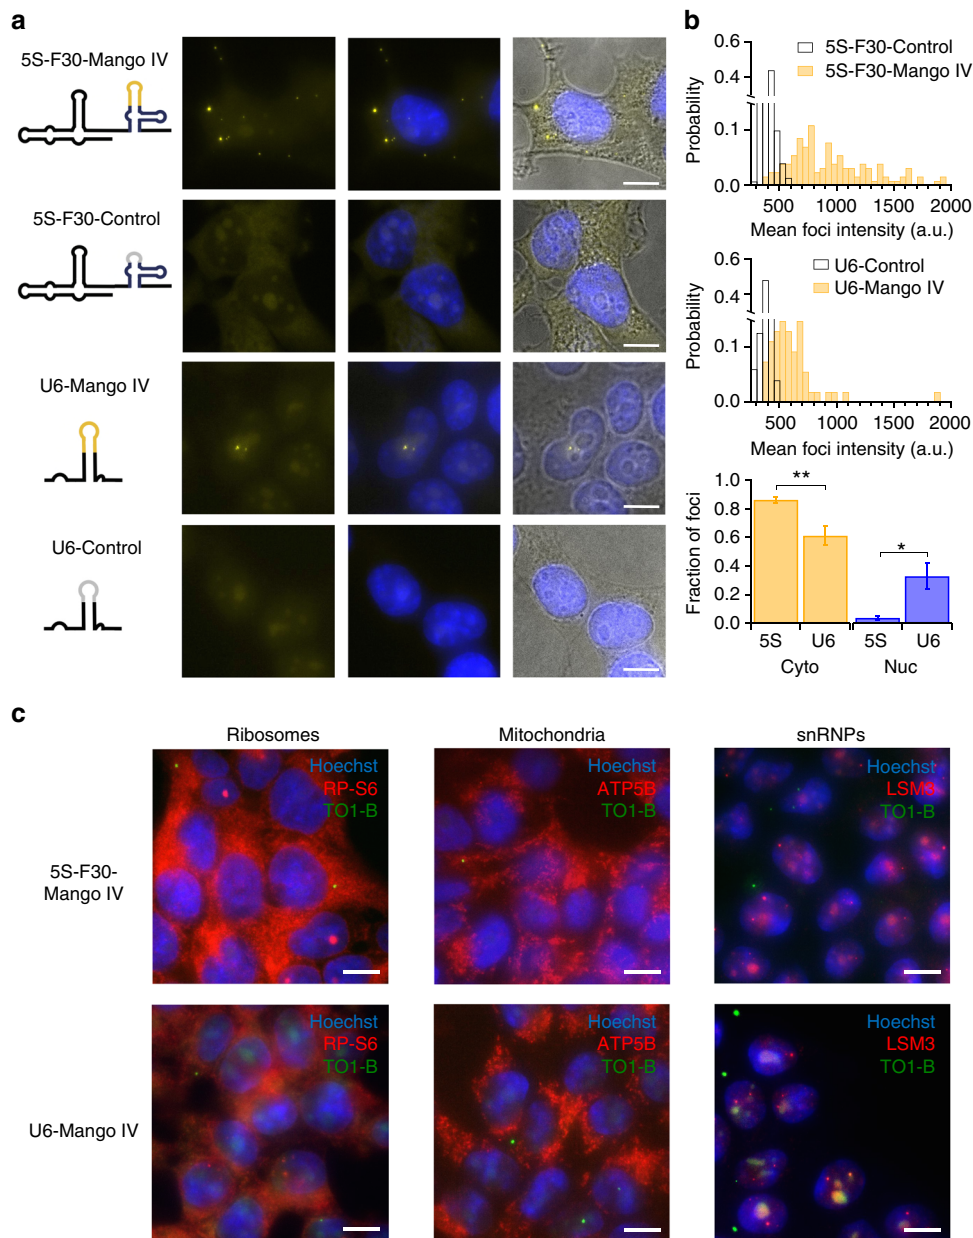 a
5S-F30-Mango IV
5S-F30-Control
U6-Mango IV
U6-Control
b
0.6
0.4
0.1
0.0
Probability
5S-F30-Control
5S-F30-Mango IV
500 1000 1500 2000
Mean foci intensity (a.u.)
0.6
0.4
0.1
0.0
Probability
U6-Control
U6-Mango IV
500 1000 1500 2000
Mean foci intensity (a.u.)
1.0
0.8
0.6
0.4
0.2
0.0
Fraction of foci
**
*
5S U6 5S U6
Cyto Nuc
c
Ribosomes Mitochondria snRNPs
5S-F30-
Mango IV
Hoechst
RP-S6
TO1-B
Hoechst
ATP5B
TO1-B
Hoechst
LSM3
TO1-B
U6-Mango IV
Hoechst
RP-S6
TO1-B
Hoechst
ATP5B
TO1-B
Hoechst
LSM3
TO1-B